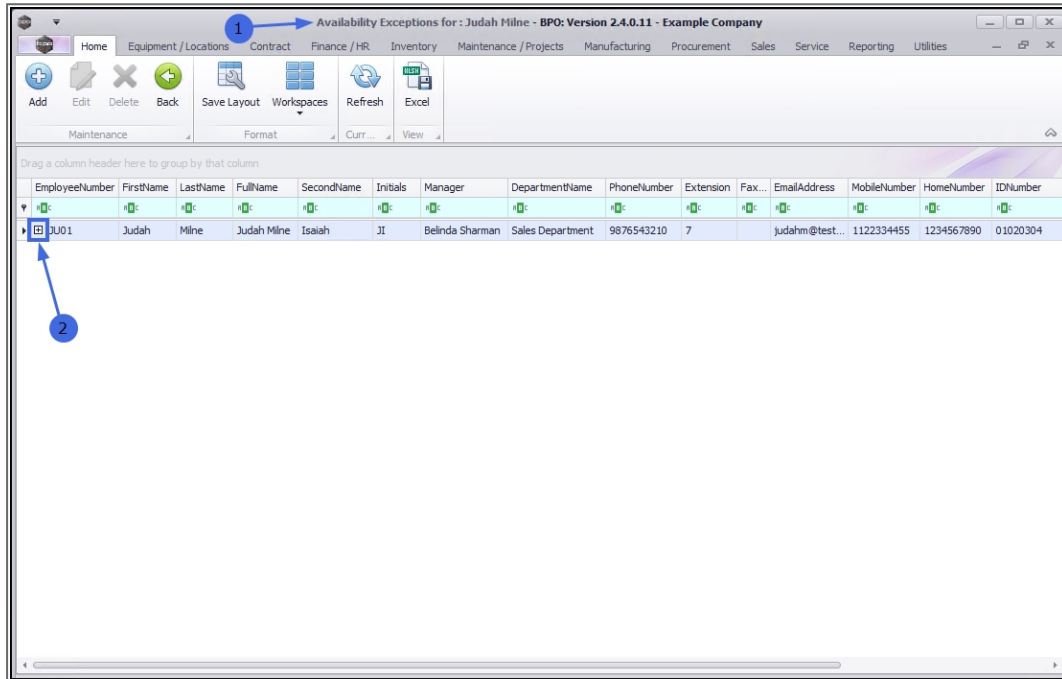 1
Availability Exceptions for : Judah Milne - BPO: Version 2.4.0.11 - Example Company
Home Equipment / Locations Contract Finance / HR Inventory Maintenance / Projects Manufacturing Procurement Sales Service Reporting Utilities
Add Edit Delete Back Save Layout Workspaces Refresh Excel
Maintenance Format Curr... View
Drag a column header here to group by that column
EmployeeNumber FirstName LastName FullName SecondName Initials Manager DepartmentName PhoneNumber Extension Fax... EmailAddress MobileNumber HomeNumber IDNumber
JU01 Judah Milne Judah Milne Isaiah JI Belinda Sharman Sales Department 9876543210 7 judahm@test... 1122334455 1234567890 01020304
2